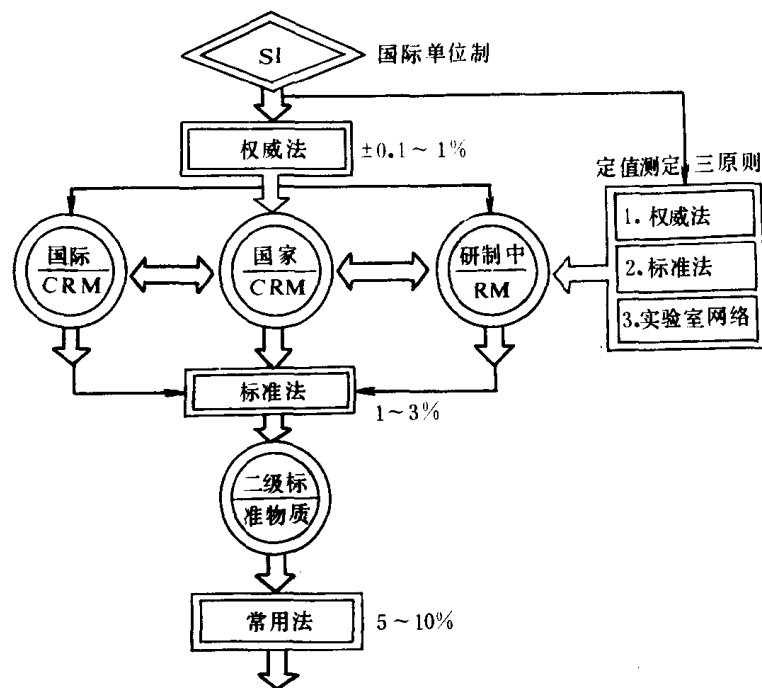 SI
国际单位制
权威法
±0.1～1%
定值测定 三原则
1.权威法
2.标准法
3.实验室网络
国际
CRM
国家
CRM
研制中
RM
标准法
1～3%
二级标
准物质
常用法
5～10%